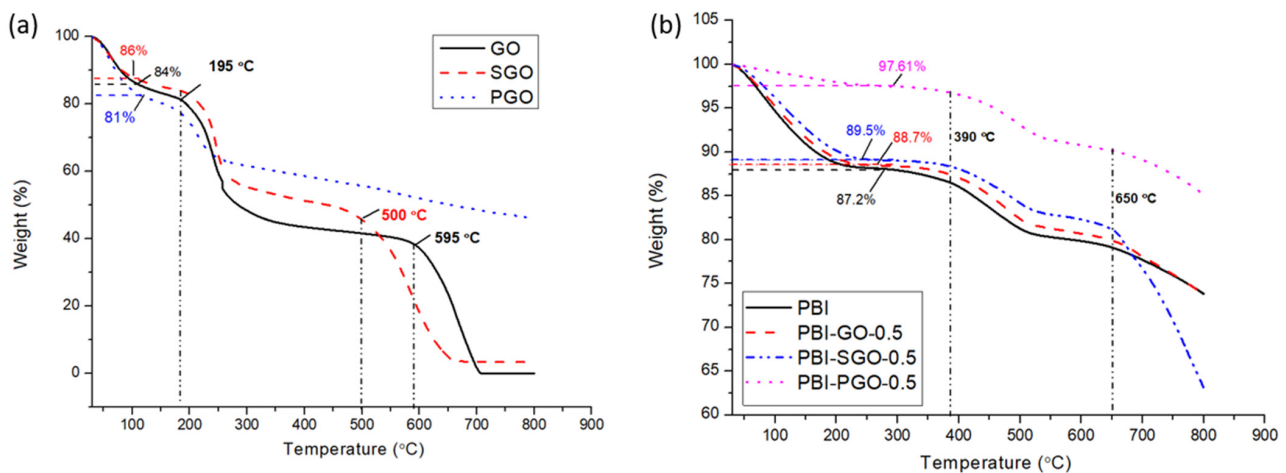 (a)
100
80
60
40
20
0
Weight (%)
86%
84%
81%
195 °C
500 °C
595 °C
GO
SGO
PGO
100 200 300 400 500 600 700 800 900
Temperature (°C)
(b)
105
100
95
90
85
80
75
70
65
60
Weight (%)
97.61%
89.5%
88.7%
87.2%
390 °C
650 °C
PBI
PBI-GO-0.5
PBI-SGO-0.5
PBI-PGO-0.5
100 200 300 400 500 600 700 800 900
Temperature (°C)